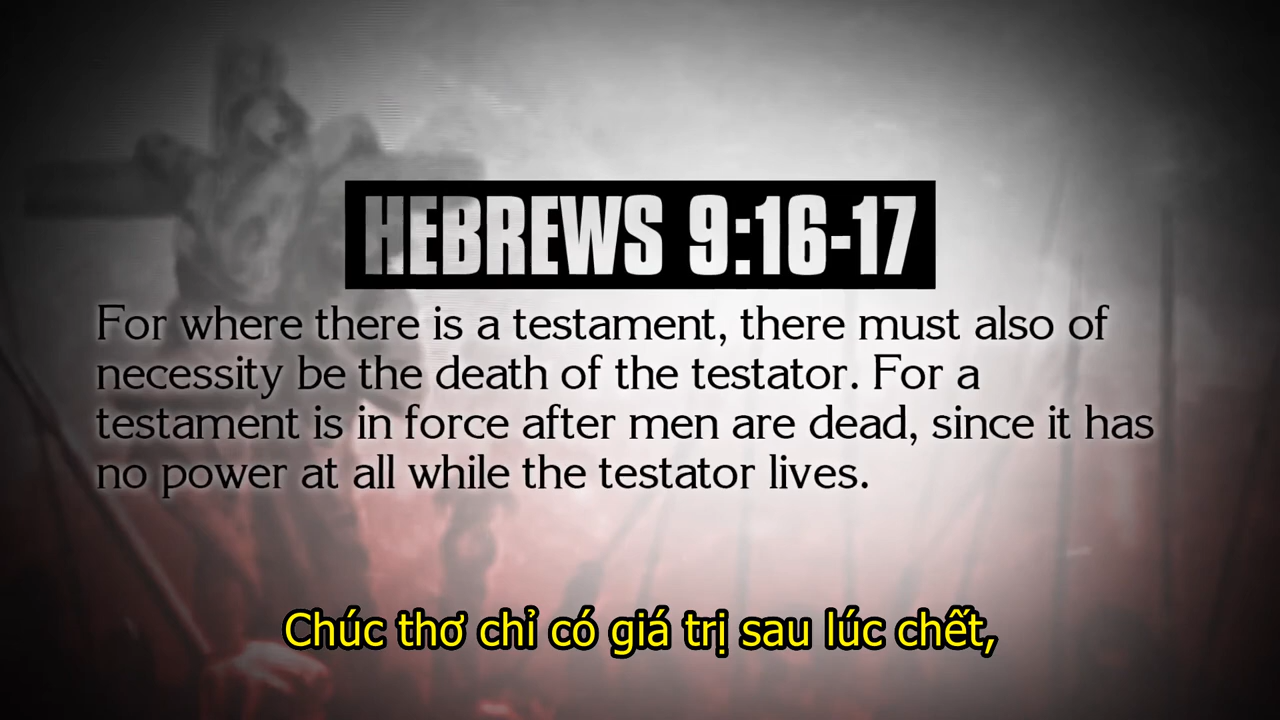 HEBREWS 9:16-17
For where there is a testament, there must also of
necessity be the death of the testator. For a
testament is in force after men are dead, since it has
no power at all while the testator lives.
Chúc thơ chỉ có giá trị sau lúc chết,